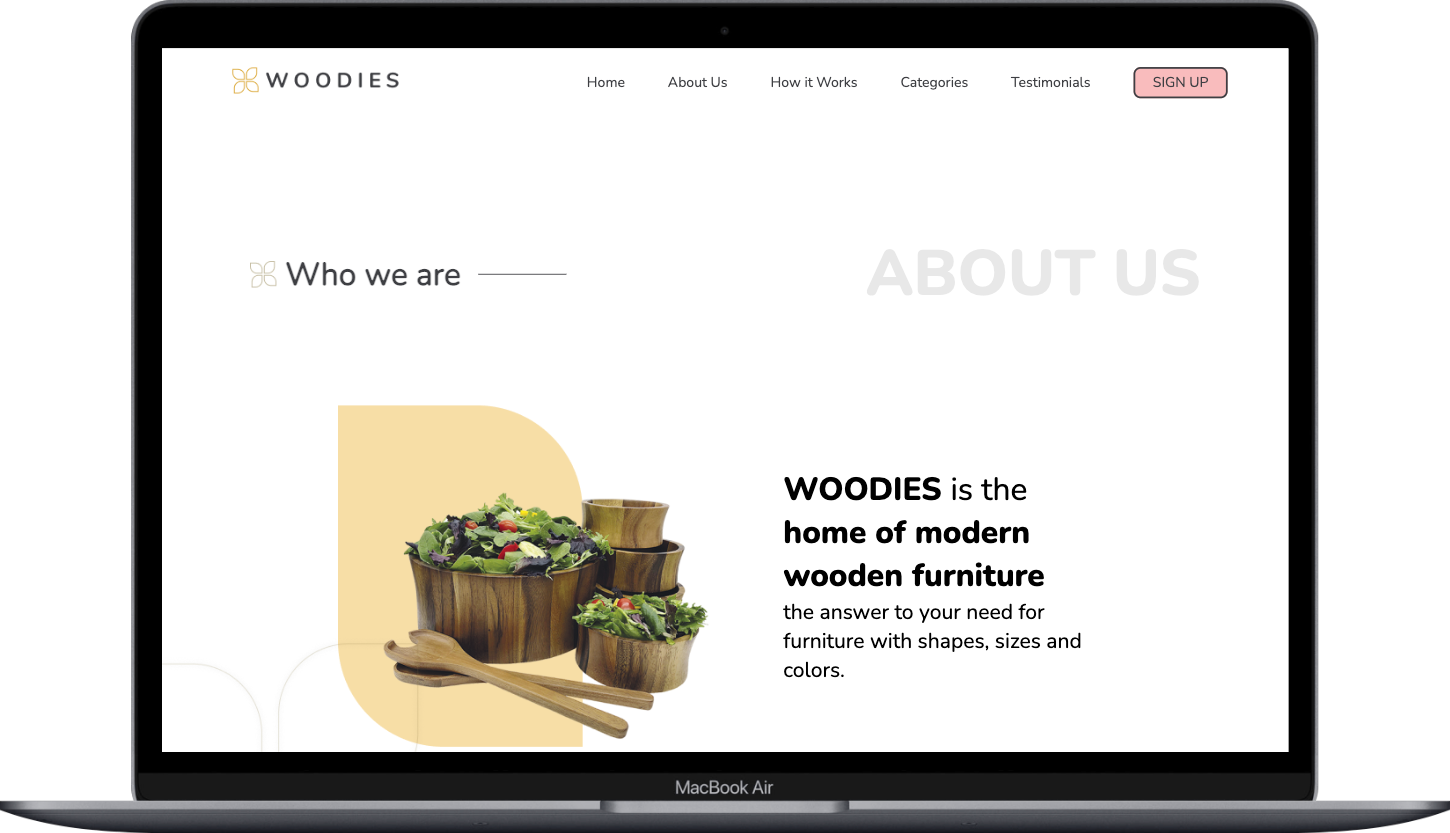 WOODIES
Home About Us How it Works Categories Testimonials SIGN UP
Who we are
ABOUT US
WOODIES is the
home of modern
wooden furniture
the answer to your need for
furniture with shapes, sizes and
colors.
MacBook Air